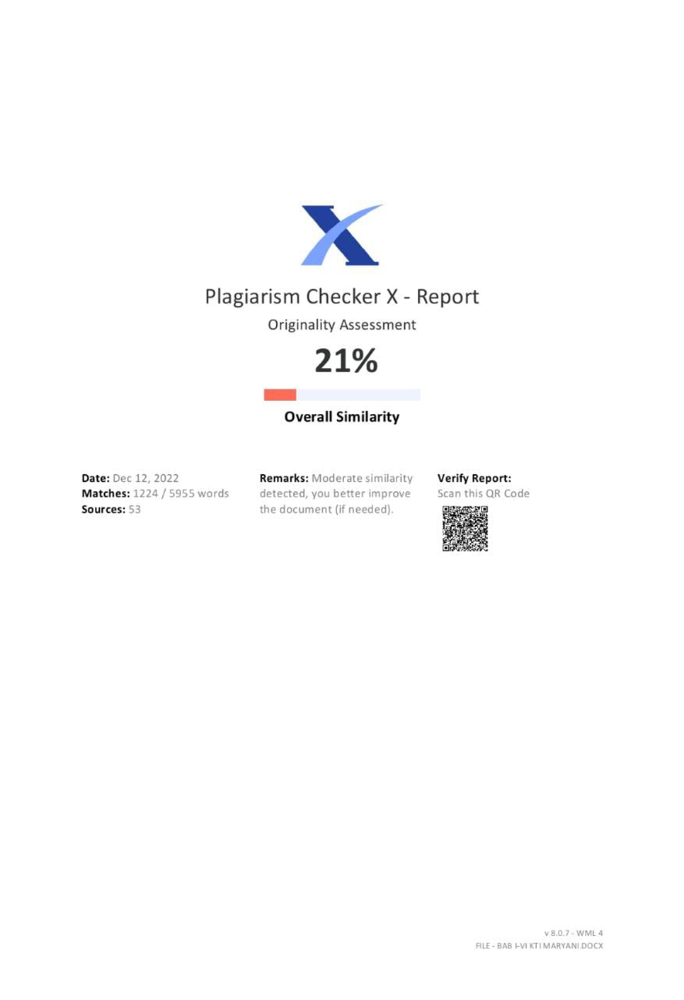 Plagiarism Checker X - Report
Originality Assessment
21%
Overall Similarity
Date: Dec 12, 2022
Matches: 1224 / 5955 words
Sources: 53
Remarks: Moderate similarity
detected, you better improve
the document (if needed).
Verify Report:
Scan this QR Code
v 8.0.7 - WML 4
FILE - BAB I-VI KTI MARYANI.DOCX